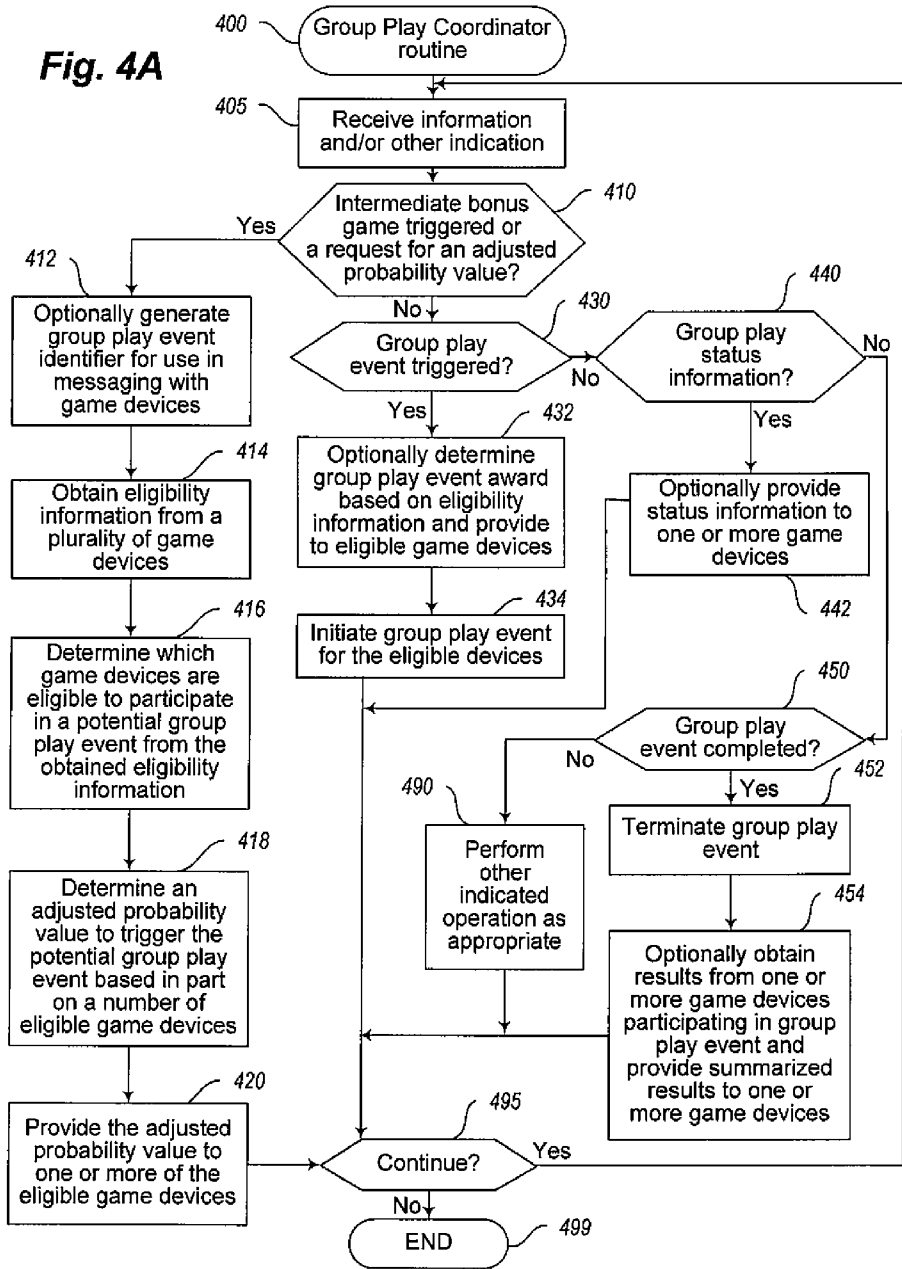 Fig. 4A
400
Group Play Coordinator
routine
405
Receive information
and/or other indication
410
Intermediate bonus
game triggered or
a request for an adjusted
probability value?
Yes
No
412
Optionally generate
group play event
identifier for use in
messaging with
game devices
414
Obtain eligibility
information from a
plurality of game
devices
416
Determine which
game devices are
eligible to participate
in a potential group
play event from the
obtained eligibility
information
418
Determine an
adjusted probability
value to trigger the
potential group play
event based in part
on a number of
eligible game devices
420
Provide the adjusted
probability value to
one or more of the
eligible game devices
430
Group play
event triggered?
No
Yes
432
Optionally determine
group play event award
based on eligibility
information and provide
to eligible game devices
434
Initiate group play event
for the eligible devices
440
Group play
status
information?
No
Yes
Optionally provide
status information to
one or more game
devices
442
450
Group play
event completed?
No
Yes
452
Terminate group play
event
454
Optionally obtain
results from one or
more game devices
participating in group
play event and
provide summarized
results to one or
more game devices
490
Perform
other
indicated
operation as
appropriate
495
Continue?
Yes
No
END
499